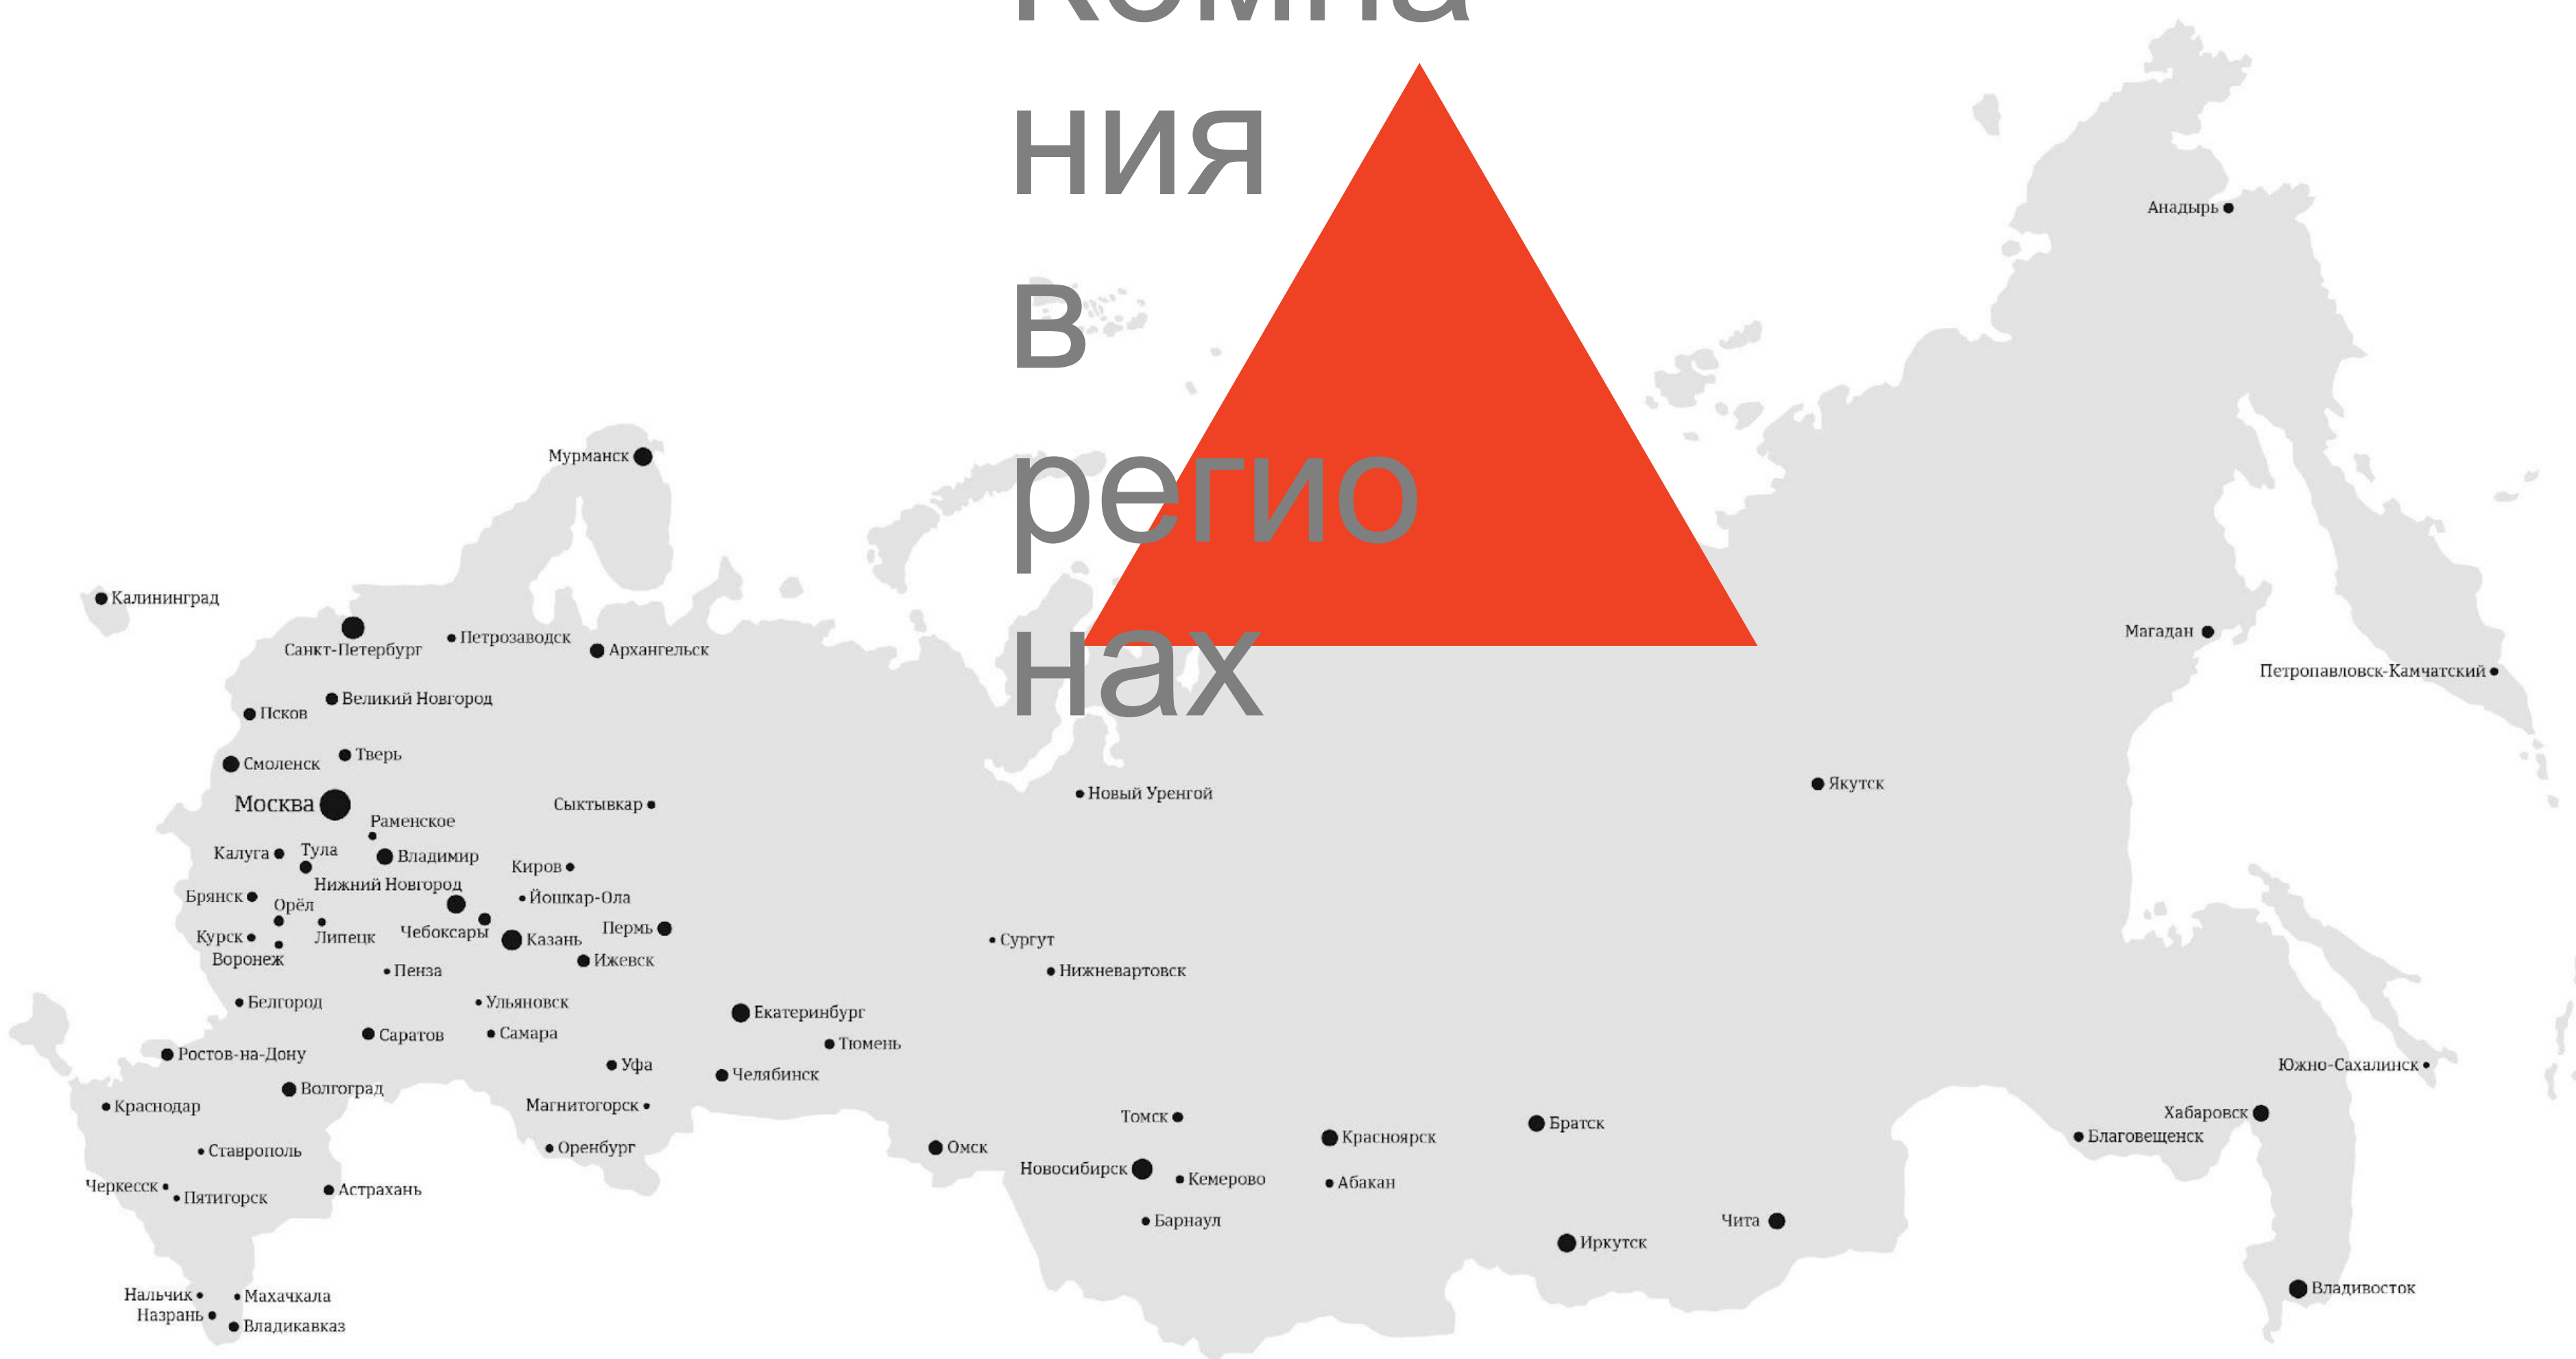 Компа
ния
в
регио
нах
Анадырь
Мурманск
Калининград
Санкт-Петербург
Петрозаводск
Архангельск
Магадан
Петропавловск-Камчатский
Великий Новгород
Псков
Тверь
Смоленск
Москва
Сыктывкар
Новый Уренгой
Якутск
Раменское
Калуга
Тула
Владимир
Киров
Нижний Новгород
Брянск
Орёл
Йошкар-Ола
Курск
Липецк
Чебоксары
Казань
Пермь
Сургут
Воронеж
Пенза
Ижевск
Нижневартовск
Белгород
Ульяновск
Екатеринбург
Саратов
Самара
Тюмень
Ростов-на-Дону
Уфа
Челябинск
Южно-Сахалинск
Волгоград
Краснодар
Магнитогорск
Томск
Красноярск
Братск
Хабаровск
Благовещенск
Ставрополь
Оренбург
Омск
Новосибирск
Кемерово
Абакан
Черкесск
Пятигорск
Астрахань
Барнаул
Чита
Иркутск
Нальчик
Махачкала
Назрань
Владикавказ
Владивосток